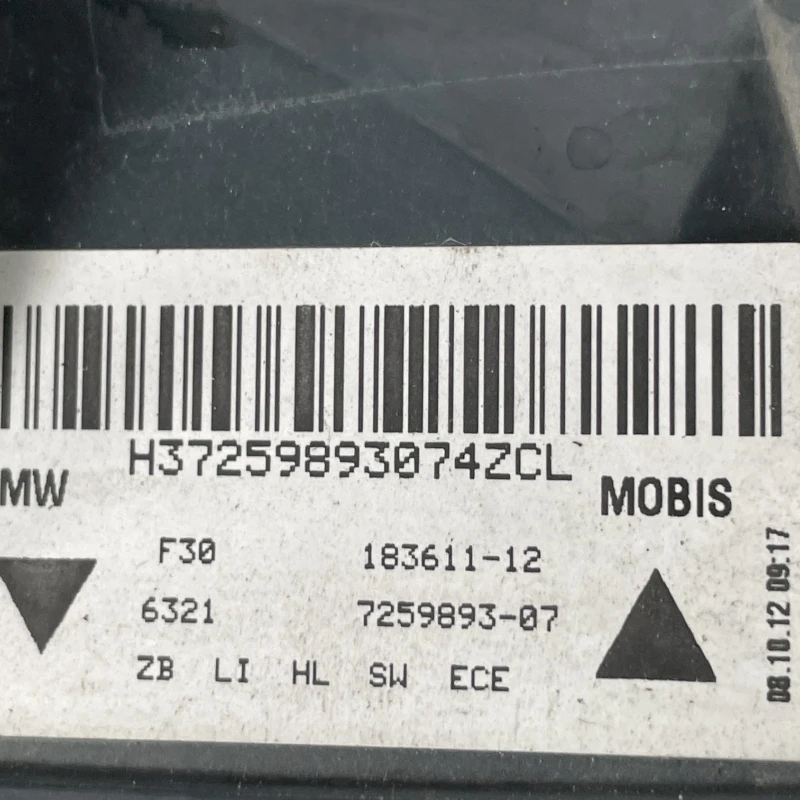 H37259893074ZCL
MW
MOBIS
F30 183611-12
6321 7259893-07
ZB LI HL SW ECE
08.10.12 09:17